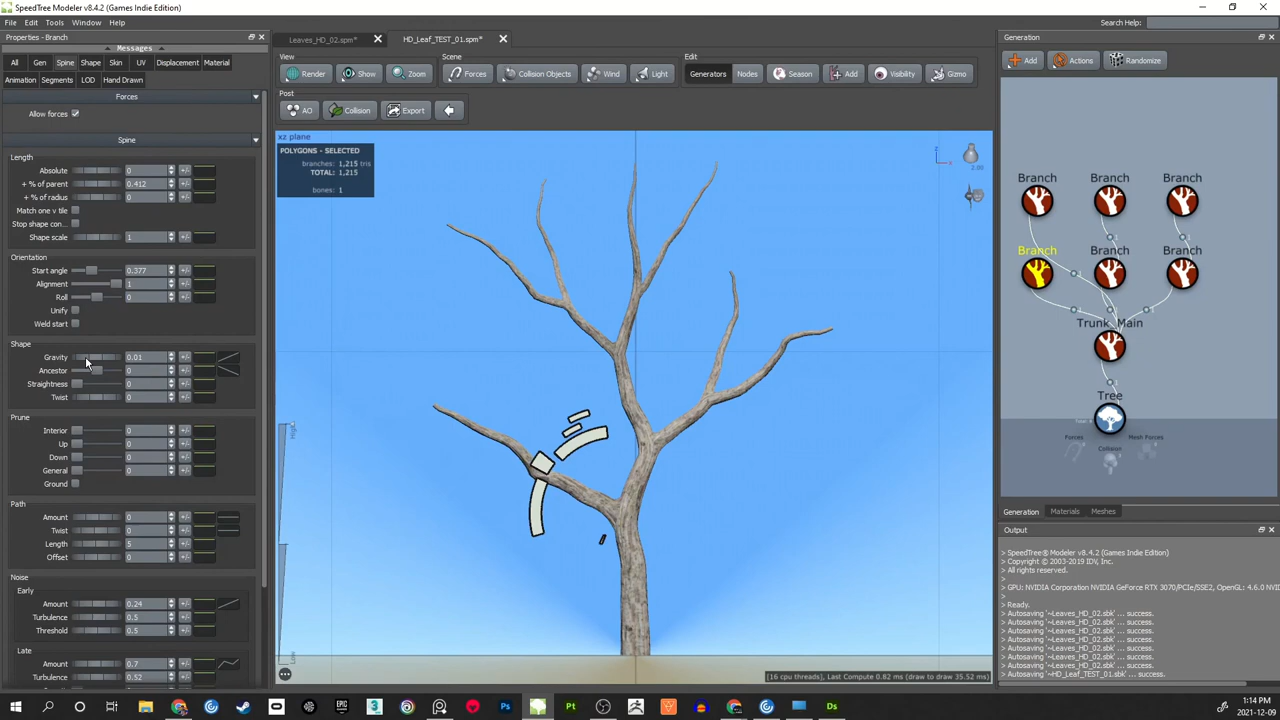 SpeedTree Modeler v8.4.2 (Games Indie Edition)
File Edit Tools Window Help
Search Help:
Properties - Branch
Messages
All Gen Spine Shape Skin UV Displacement Material
Animation Segments LOD Hand Drawn
Forces
Allow forces
Spine
Length
Absolute 0 +/-
+ % of parent 0.412 +/-
+ % of radius 0 +/-
Match one v tile
Stop shape con...
Shape scale 1 +/-
Orientation
Start angle 0.377 +/-
Alignment 1 +/-
Roll 0 +/-
Unify
Weld start
Shape
Gravity 0.01 +/-
Ancestor 0 +/-
Straightness 0 +/-
Twist 0 +/-
Prune
Interior 0 +/-
Up 0 +/-
Down 0 +/-
General 0 +/-
Ground
Path
Amount 0 +/-
Twist 0 +/-
Length 5 +/-
Offset 0 +/-
Noise
Early
Amount 0.24 +/-
Turbulence 0.5 +/-
Threshold 0.5 +/-
Late
Amount 0.7 +/-
Turbulence 0.52 +/-
Leaves_HD_02.spm*
HD_Leaf_TEST_01.spm*
View
Render Show Zoom
Scene
Forces Collision Objects Wind Light
Edit
Generators Nodes Season Add Visibility Gizmo
Post
AO Collision Export
xz plane
POLYGONS - SELECTED
branches: 1,215 tris
TOTAL: 1,215
bones: 1
z
x
2.00
High
Low
[16 cpu threads], Last Compute 0.82 ms (draw to draw 35.52 ms)
Generation
Add Actions Randomize
Branch Branch Branch
Branch Branch Branch
Trunk_Main
Tree
Forces
Collision
Mesh Forces
Generation Materials Meshes
Output
> SpeedTree® Modeler v8.4.2 (Games Indie Edition)
> Copyright © 2003-2019 IDV, Inc.
> All rights reserved.
>
> GPU: NVIDIA Corporation NVIDIA GeForce RTX 3070/PCIe/SSE2, OpenGL: 4.6.0 NVI
>
> Ready.
> Autosaving '~Leaves_HD_02.sbk' ... success.
> Autosaving '~Leaves_HD_02.sbk' ... success.
> Autosaving '~Leaves_HD_02.sbk' ... success.
> Autosaving '~Leaves_HD_02.sbk' ... success.
> Autosaving '~Leaves_HD_02.sbk' ... success.
> Autosaving '~Leaves_HD_02.sbk' ... success.
> Autosaving '~HD_Leaf_TEST_01.sbk' ... success.
EPIC
3
Ps
Pt
Ds
1:14 PM
2021-12-09